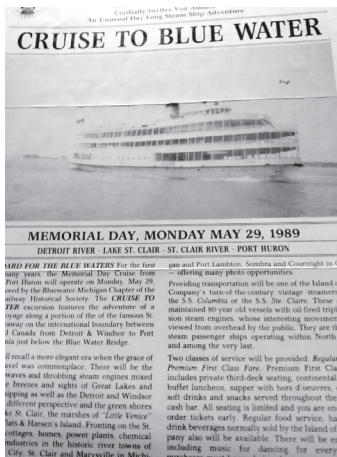 Cordially Invites You Aboard
An Unusual Day Long Steam Ship Adventure
CRUISE TO BLUE WATER
MEMORIAL DAY, MONDAY MAY 29, 1989
DETROIT RIVER - LAKE ST. CLAIR - ST. CLAIR RIVER - PORT HURON
ARD FOR THE BLUE WATERS For the first
many years, the Memorial Day Cruise from
Port Huron will operate on Monday, May 29,
ored by the Bluewater Michigan Chapter of the
ailway Historical Society. The CRUISE TO
TER excursion features the adventure of a
oyage along a portion of the of the famous St.
away on the international boundary between
d Canada from Detroit & Windsor to Port
nia just below the Blue Water Bridge.
ll recall a more elegant era when the grace of
avel was commonplace. There will be the
waves and throbbing steam engines mixed
e breezes and sights of Great Lakes and
ipping as well as the Detroit and Windsor
different perspective and the green shores
ke St. Clair, the marshes of "Little Venice"
lats & Harsen's Island. Fronting on the St.
cottages, homes, power plants, chemical
industries in the historic river towns of
City, St. Clair and Marysville in Michi-
gan and Port Lambton, Sombra and Courtright in
– offering many photo opportunities.
Providing transportation will be one of the Island
Company's turn-of-the-century vintage steamers
the S.S. Columbia or the S.S. Ste. Claire. These
maintained 80-year old vessels with oil-fired tripl
sion steam engines, whose interesting movemen
viewed from overhead by the public. They are th
steam passenger ships operating within North
and among the very last.
Two classes of service will be provided: Regula
Premium First Class Fare. Premium First Cla
includes private third-deck seating, continental
buffet luncheon, supper with hors d'oeuvres,
soft drinks and snacks served throughout the
cash bar. All seating is limited and you are en
order tickets early. Regular food service, ba
drink beverages normally sold by the Island of
pany also will be available. There will be e
including music for dancing for every